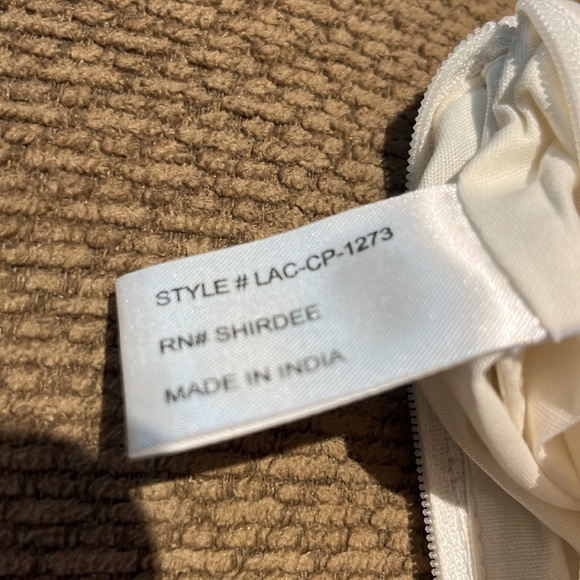 STYLE # LAC-CP-1273
RN# SHIRDEE
MADE IN INDIA